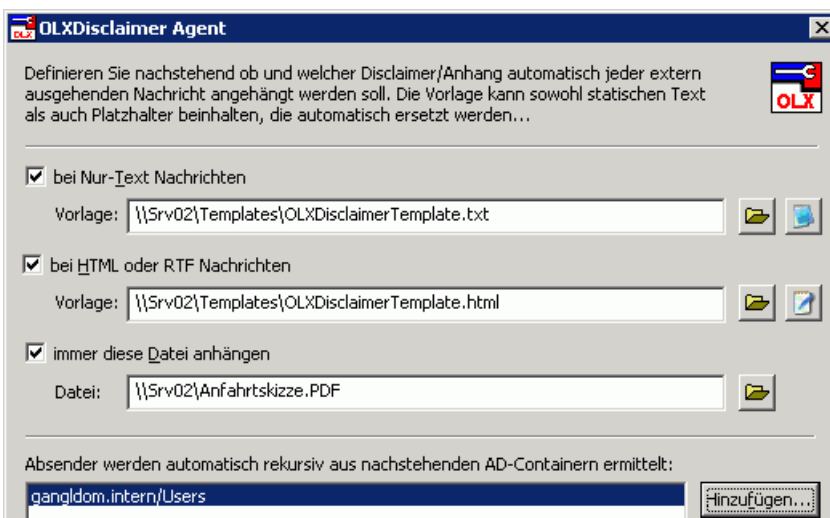 OLXDisclaimer Agent
Definieren Sie nachstehend ob und welcher Disclaimer/Anhang automatisch jeder extern
ausgehenden Nachricht angehängt werden soll. Die Vorlage kann sowohl statischen Text
als auch Platzhalter beinhalten, die automatisch ersetzt werden...
OLX
bei Nur-Text Nachrichten
Vorlage: \\Srv02\Templates\OLXDisclaimerTemplate.txt
bei HTML oder RTF Nachrichten
Vorlage: \\Srv02\Templates\OLXDisclaimerTemplate.html
immer diese Datei anhängen
Datei: \\Srv02\Anfahrtskizze.PDF
Absender werden automatisch rekursiv aus nachstehenden AD-Containern ermittelt:
gangldom.intern/Users
Hinzufügen...